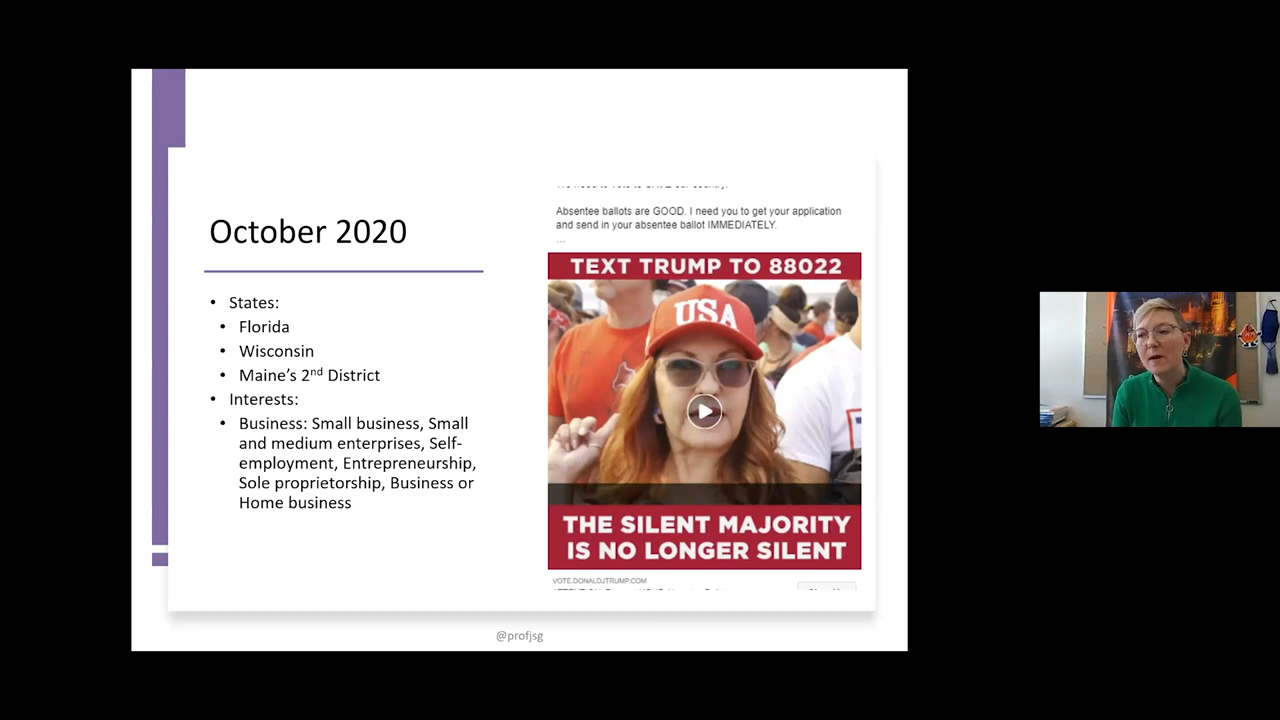 October 2020
• States:
• Florida
• Wisconsin
• Maine's 2nd District
• Interests:
• Business: Small business, Small
and medium enterprises, Self-
employment, Entrepreneurship,
Sole proprietorship, Business or
Home business
Absentee ballots are GOOD. I need you to get your application
and send in your absentee ballot IMMEDIATELY.
...
TEXT TRUMP TO 88022
USA
THE SILENT MAJORITY
IS NO LONGER SILENT
VOTE.DONALDJTRUMP.COM
@profjsg